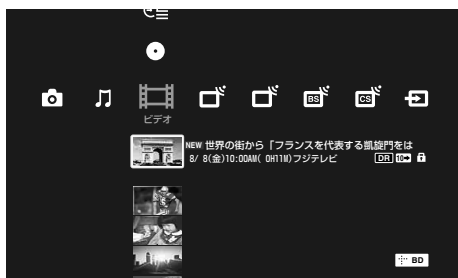 BS
CS
ビデオ
NEW 世界の街から「フランスを代表する凱旋門をは
8/ 8(金)10:00AM( 0H11M)フジテレビ DR 10
BD